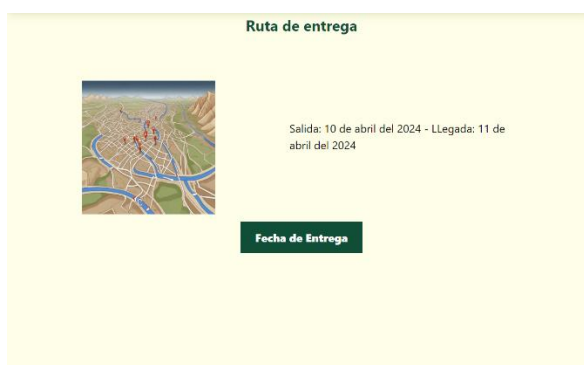 Ruta de entrega
Salida: 10 de abril del 2024 - LLegada: 11 de
abril del 2024
Fecha de Entrega